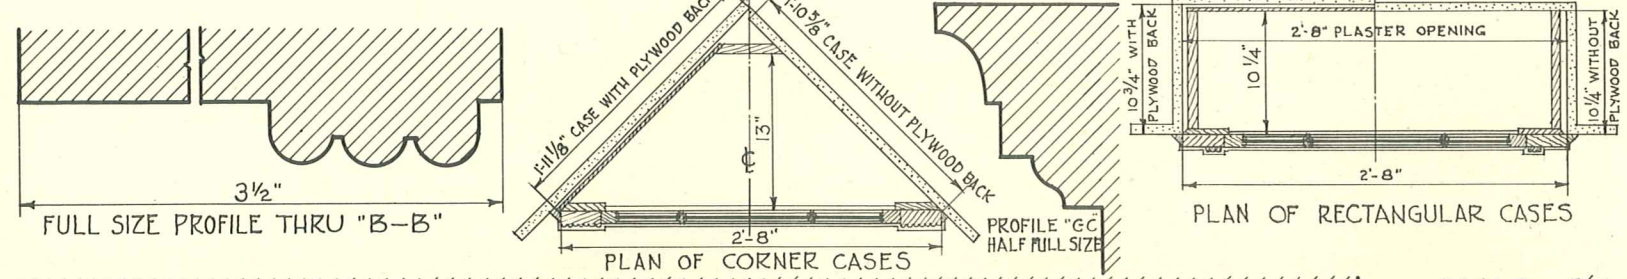 3½"
FULL SIZE PROFILE THRU "B-B"
1'-11⅛" CASE WITH PLYWOOD BACK
1'-10⅝" CASE WITHOUT PLYWOOD BACK
13"
℄
2'-8"
PLAN OF CORNER CASES
PROFILE "G-C"
HALF FULL SIZE
10¾" WITH
PLYWOOD BACK
2'-8" PLASTER OPENING
10¼"
10¼" WITHOUT
PLYWOOD BACK
2'-8"
PLAN OF RECTANGULAR CASES